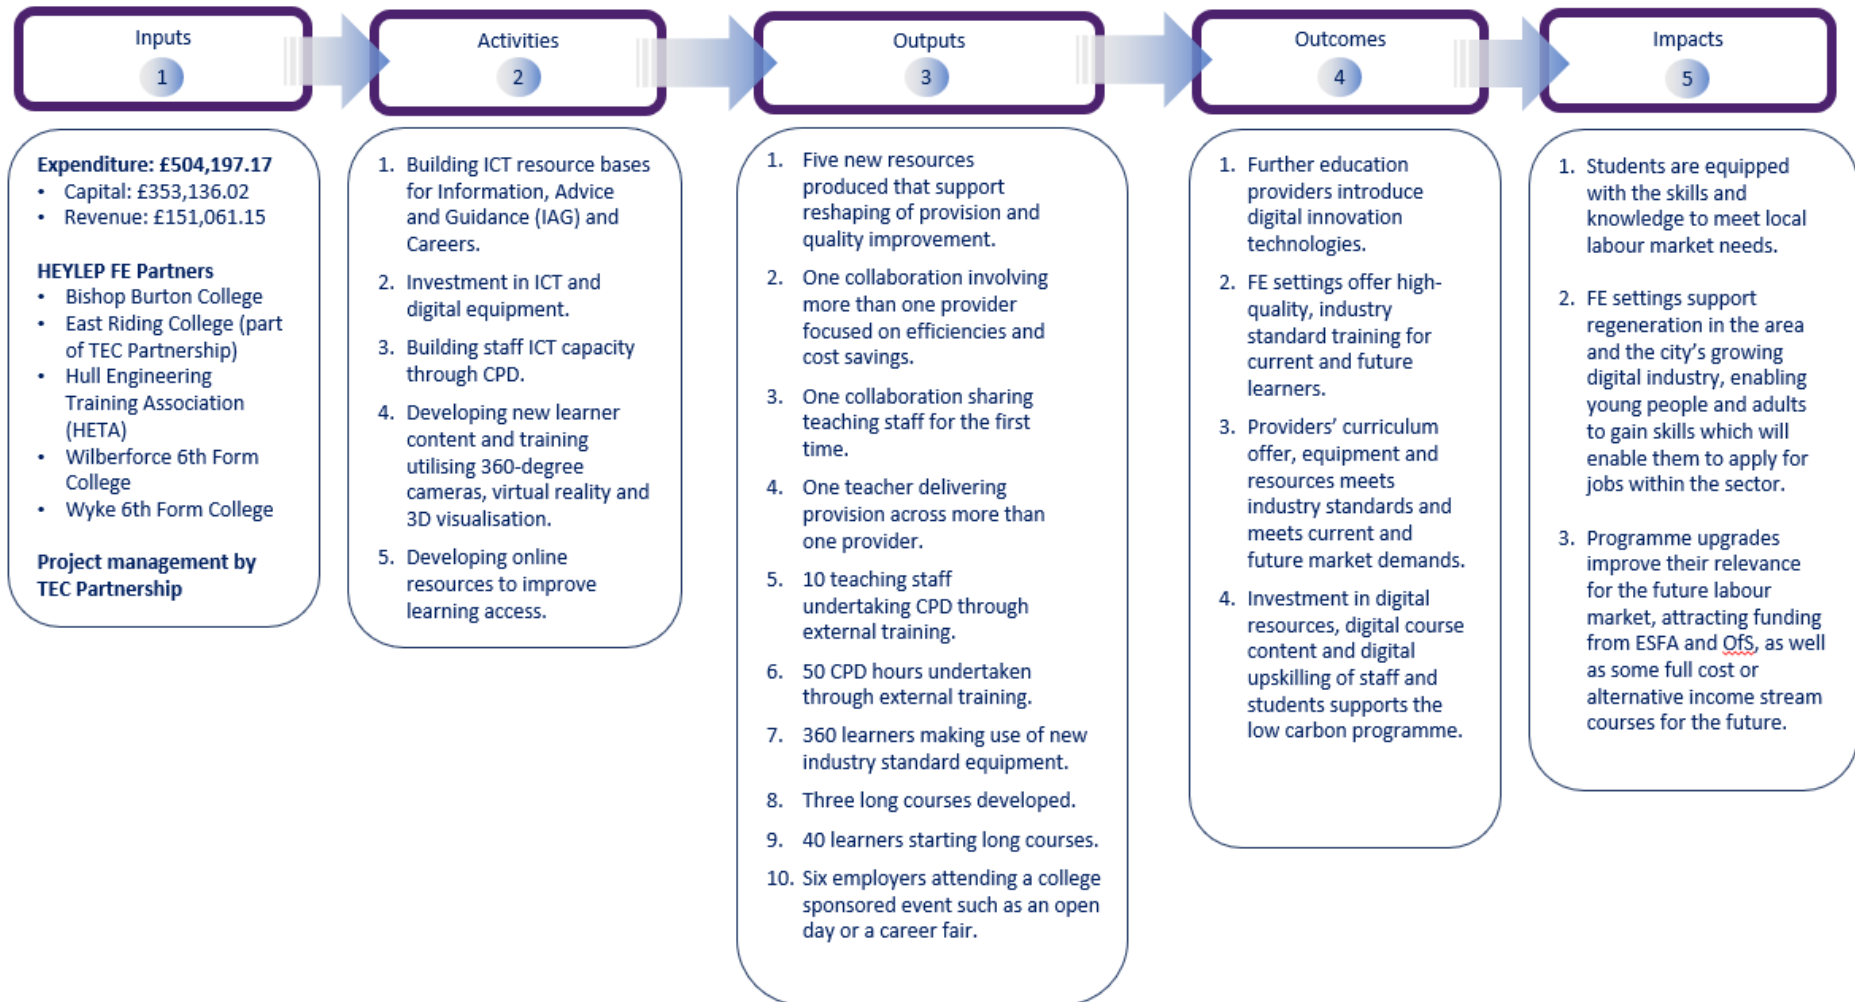 Inputs
1
Activities
2
Outputs
3
Outcomes
4
Impacts
5
Expenditure: £504,197.17
• Capital: £353,136.02
• Revenue: £151,061.15
HEYLEP FE Partners
• Bishop Burton College
• East Riding College (part
of TEC Partnership)
• Hull Engineering
Training Association
(HETA)
• Wilberforce 6th Form
College
• Wyke 6th Form College
Project management by
TEC Partnership
1. Building ICT resource bases
for Information, Advice
and Guidance (IAG) and
Careers.
2. Investment in ICT and
digital equipment.
3. Building staff ICT capacity
through CPD.
4. Developing new learner
content and training
utilising 360-degree
cameras, virtual reality and
3D visualisation.
5. Developing online
resources to improve
learning access.
1. Five new resources
produced that support
reshaping of provision and
quality improvement.
2. One collaboration involving
more than one provider
focused on efficiencies and
cost savings.
3. One collaboration sharing
teaching staff for the first
time.
4. One teacher delivering
provision across more than
one provider.
5. 10 teaching staff
undertaking CPD through
external training.
6. 50 CPD hours undertaken
through external training.
7. 360 learners making use of new
industry standard equipment.
8. Three long courses developed.
9. 40 learners starting long courses.
10. Six employers attending a college
sponsored event such as an open
day or a career fair.
1. Further education
providers introduce
digital innovation
technologies.
2. FE settings offer high-
quality, industry
standard training for
current and future
learners.
3. Providers’ curriculum
offer, equipment and
resources meets
industry standards and
meets current and
future market demands.
4. Investment in digital
resources, digital course
content and digital
upskilling of staff and
students supports the
low carbon programme.
1. Students are equipped
with the skills and
knowledge to meet local
labour market needs.
2. FE settings support
regeneration in the area
and the city’s growing
digital industry, enabling
young people and adults
to gain skills which will
enable them to apply for
jobs within the sector.
3. Programme upgrades
improve their relevance
for the future labour
market, attracting funding
from ESFA and OfS, as well
as some full cost or
alternative income stream
courses for the future.